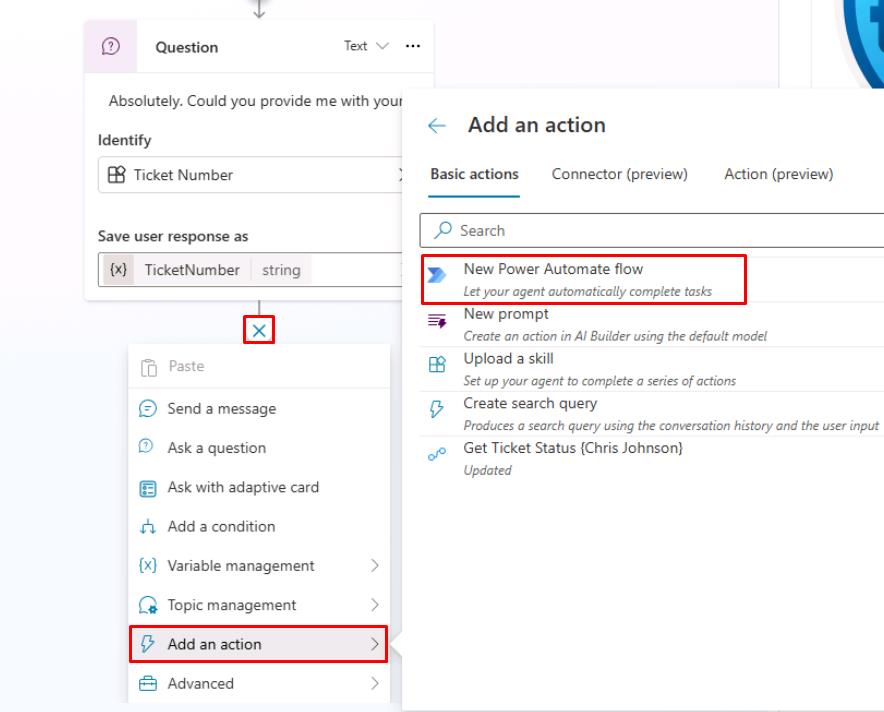 Question
Text
Absolutely. Could you provide me with your
Identify
Ticket Number
Save user response as
{x} TicketNumber string
Paste
Send a message
Ask a question
Ask with adaptive card
Add a condition
{x} Variable management
Topic management
Add an action
Advanced
Add an action
Basic actions Connector (preview) Action (preview)
Search
New Power Automate flow
Let your agent automatically complete tasks
New prompt
Create an action in AI Builder using the default model
Upload a skill
Set up your agent to complete a series of actions
Create search query
Produces a search query using the conversation history and the user input
Get Ticket Status {Chris Johnson}
Updated